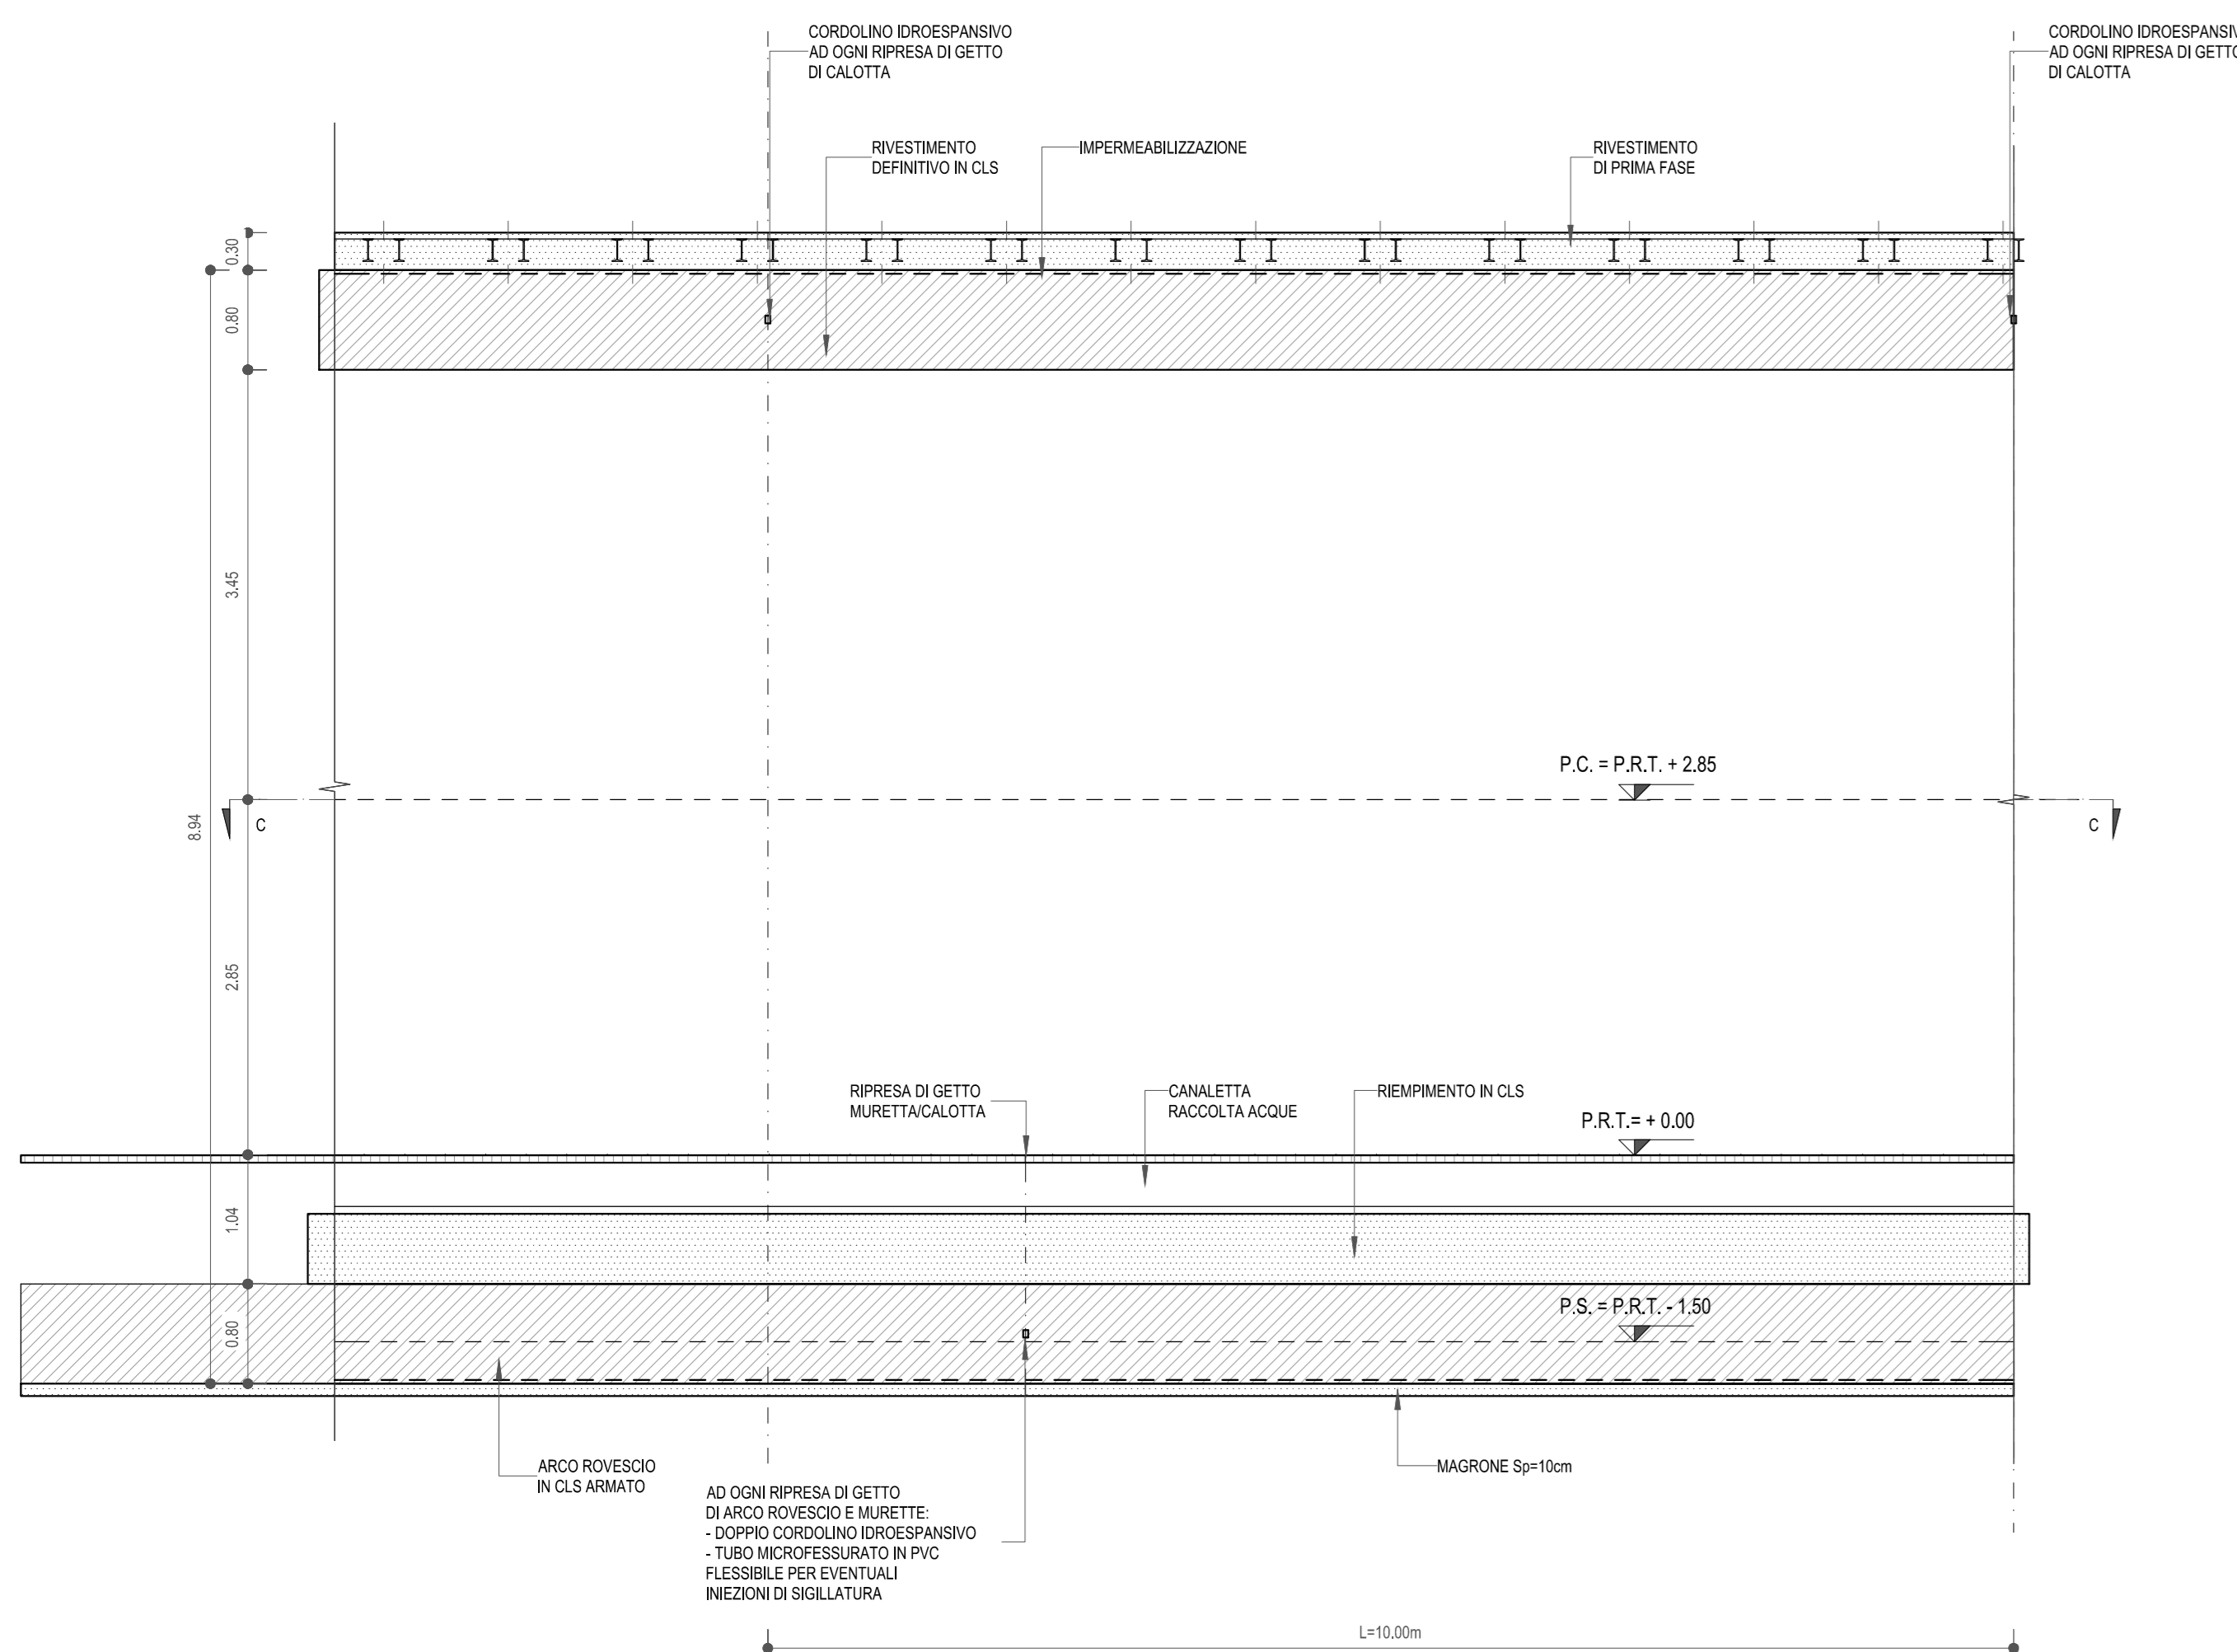 CORDOLINO IDROESPANSIVO
AD OGNI RIPRESA DI GETTO
DI CALOTTA
CORDOLINO IDROESPANSIV
AD OGNI RIPRESA DI GETTO
DI CALOTTA
RIVESTIMENTO
DEFINITIVO IN CLS
IMPERMEABILIZZAZIONE
RIVESTIMENTO
DI PRIMA FASE
0.30
0.80
3.45
P.C. = P.R.T. + 2.85
C
C
8.94
2.85
RIPRESA DI GETTO
MURETTA/CALOTTA
CANALETTA
RACCOLTA ACQUE
RIEMPIMENTO IN CLS
P.R.T.= + 0.00
1.04
P.S. = P.R.T. - 1.50
0.80
ARCO ROVESCIO
IN CLS ARMATO
MAGRONE Sp=10cm
AD OGNI RIPRESA DI GETTO
DI ARCO ROVESCIO E MURETTE:
- DOPPIO CORDOLINO IDROESPANSIVO
- TUBO MICROFESSURATO IN PVC
FLESSIBILE PER EVENTUALI
INIEZIONI DI SIGILLATURA
L=10.00m